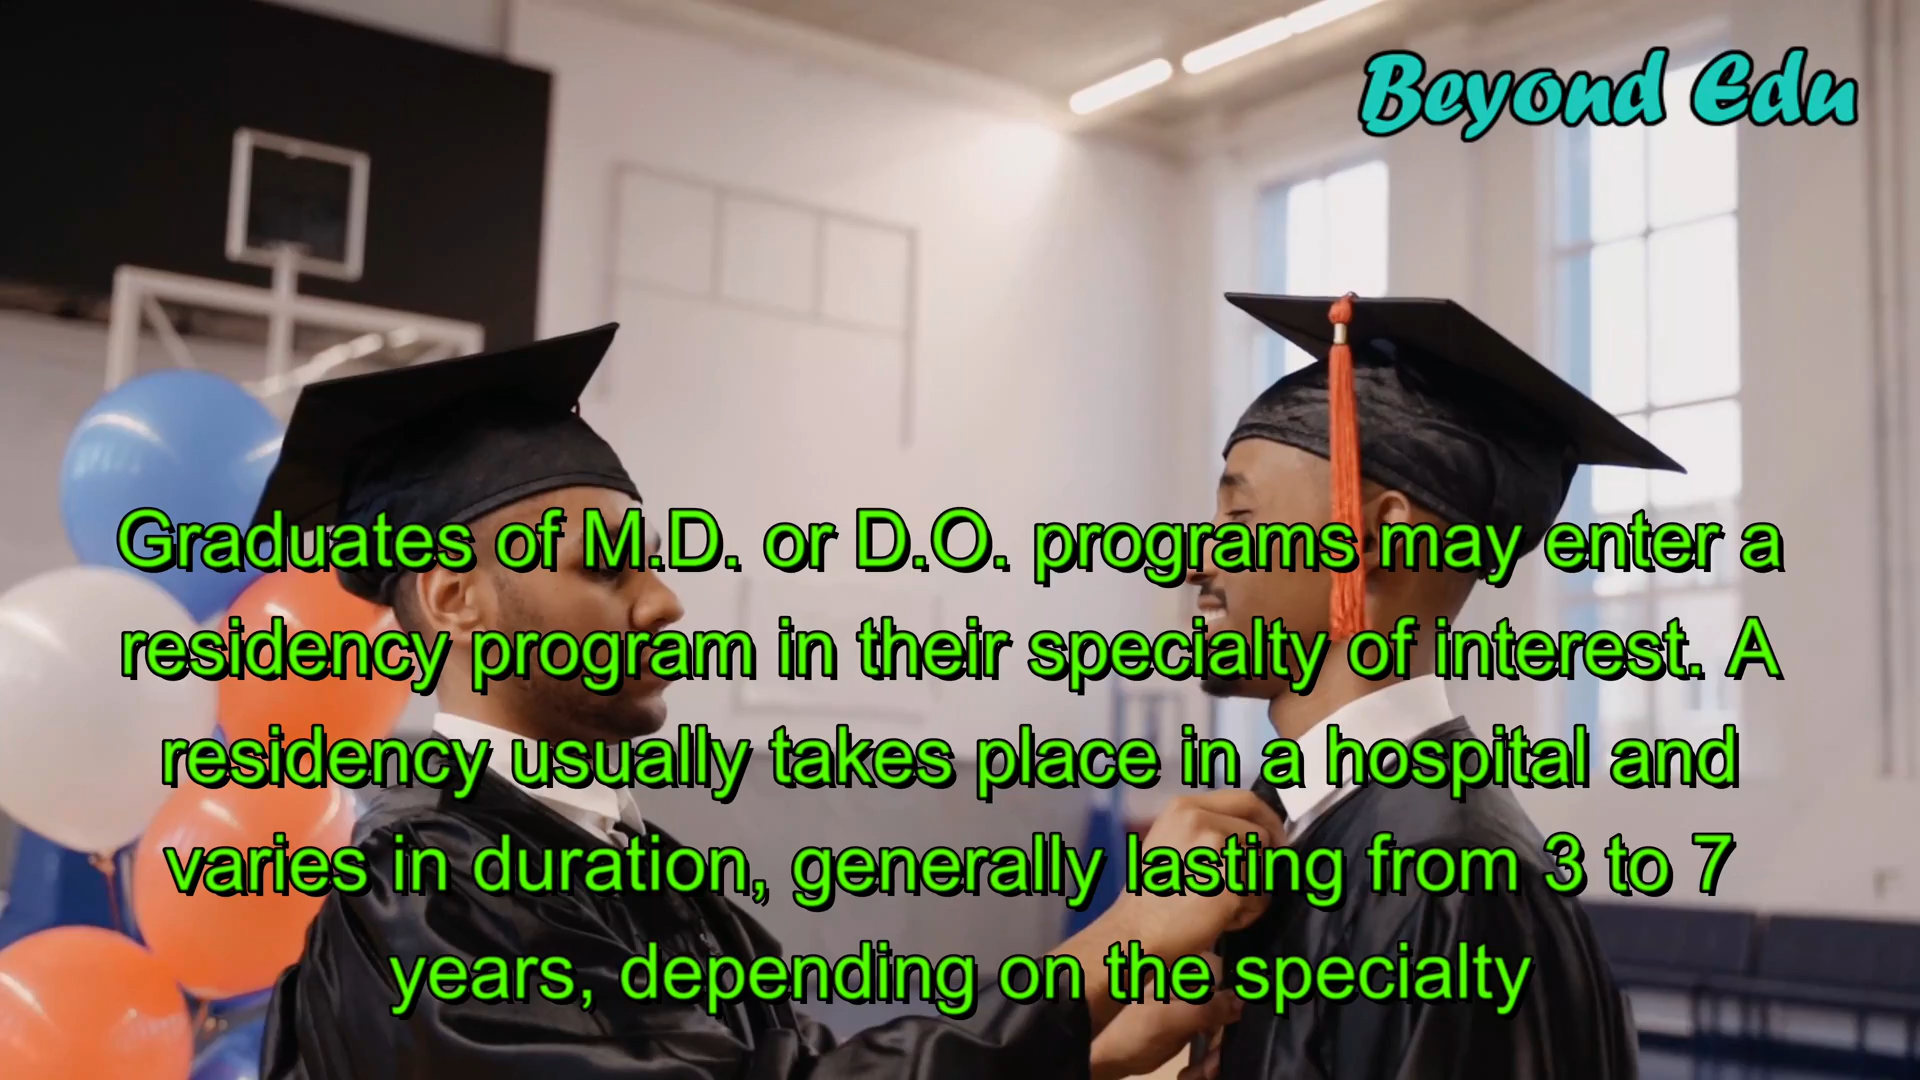 Beyond Edu
Graduates of M.D. or D.O. programs may enter a
residency program in their specialty of interest. A
residency usually takes place in a hospital and
varies in duration, generally lasting from 3 to 7
years, depending on the specialty